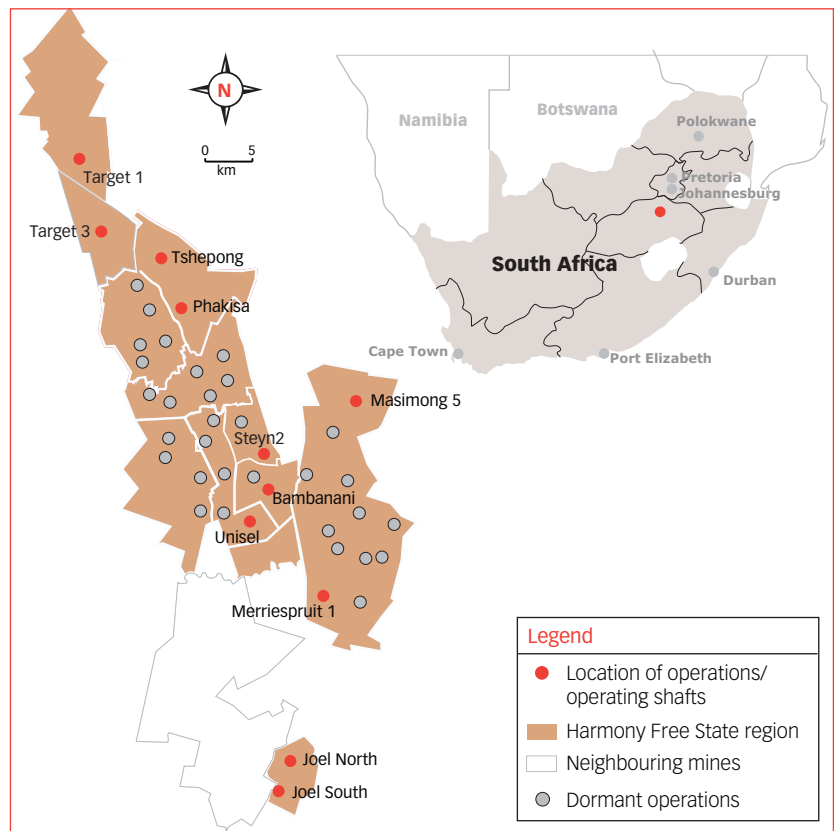 N
0 5
km
Target 1
Target 3
Tshepong
Phakisa
Masimong 5
Steyn2
Bambanani
Unisel
Merriespruit 1
Joel North
Joel South
Namibia
Botswana
Polokwane
Pretoria
Johannesburg
South Africa
Durban
Cape Town
Port Elizabeth
Legend
Location of operations/
operating shafts
Harmony Free State region
Neighbouring mines
Dormant operations